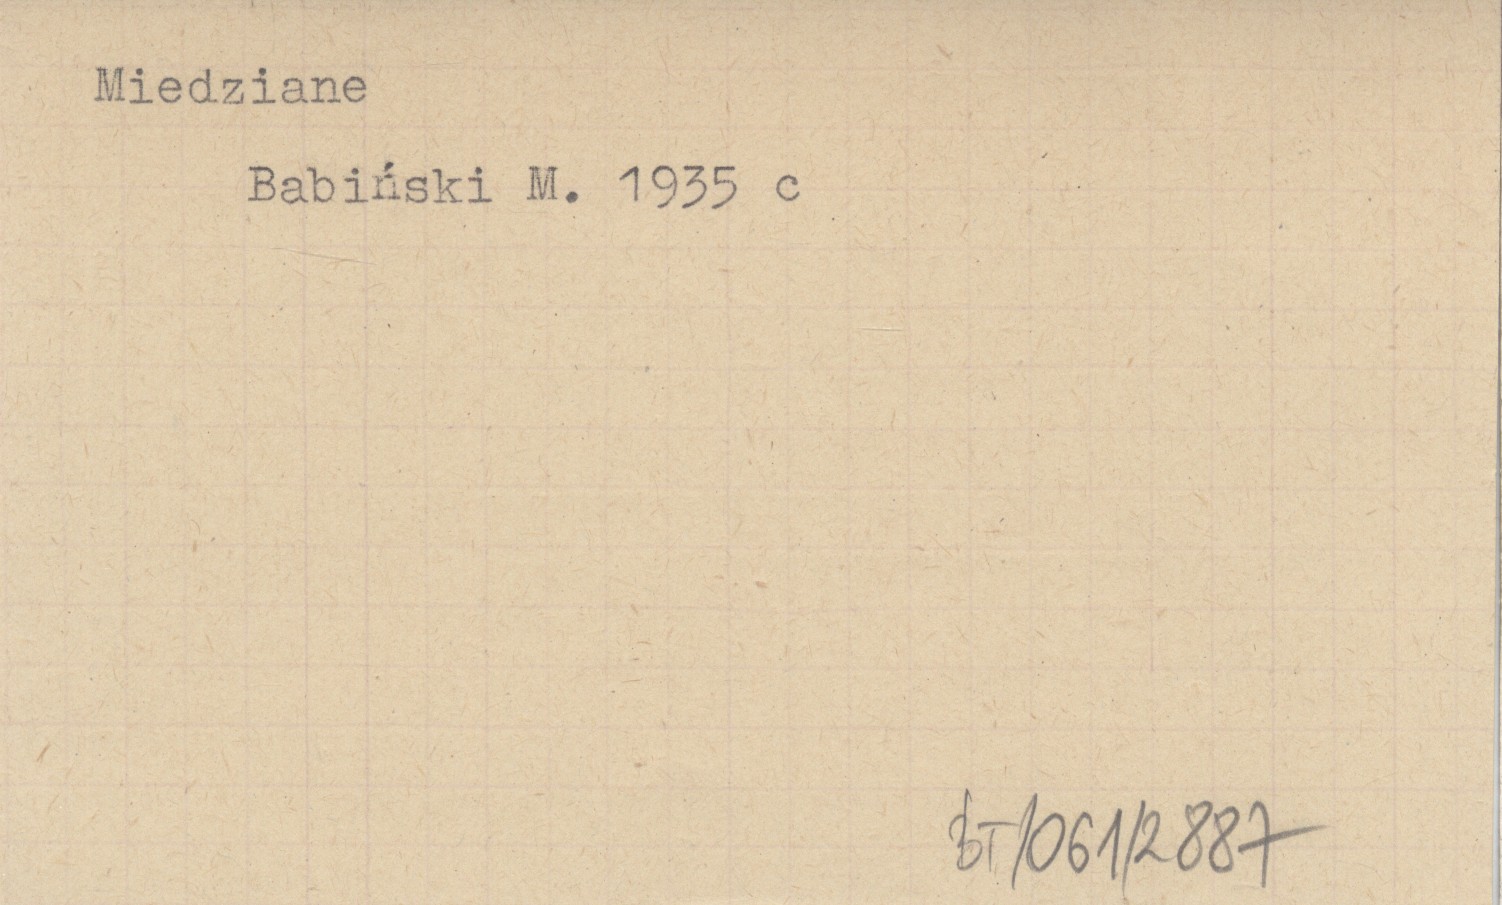 Miedziane
Babiński M. 1935 c
BT/061/2887